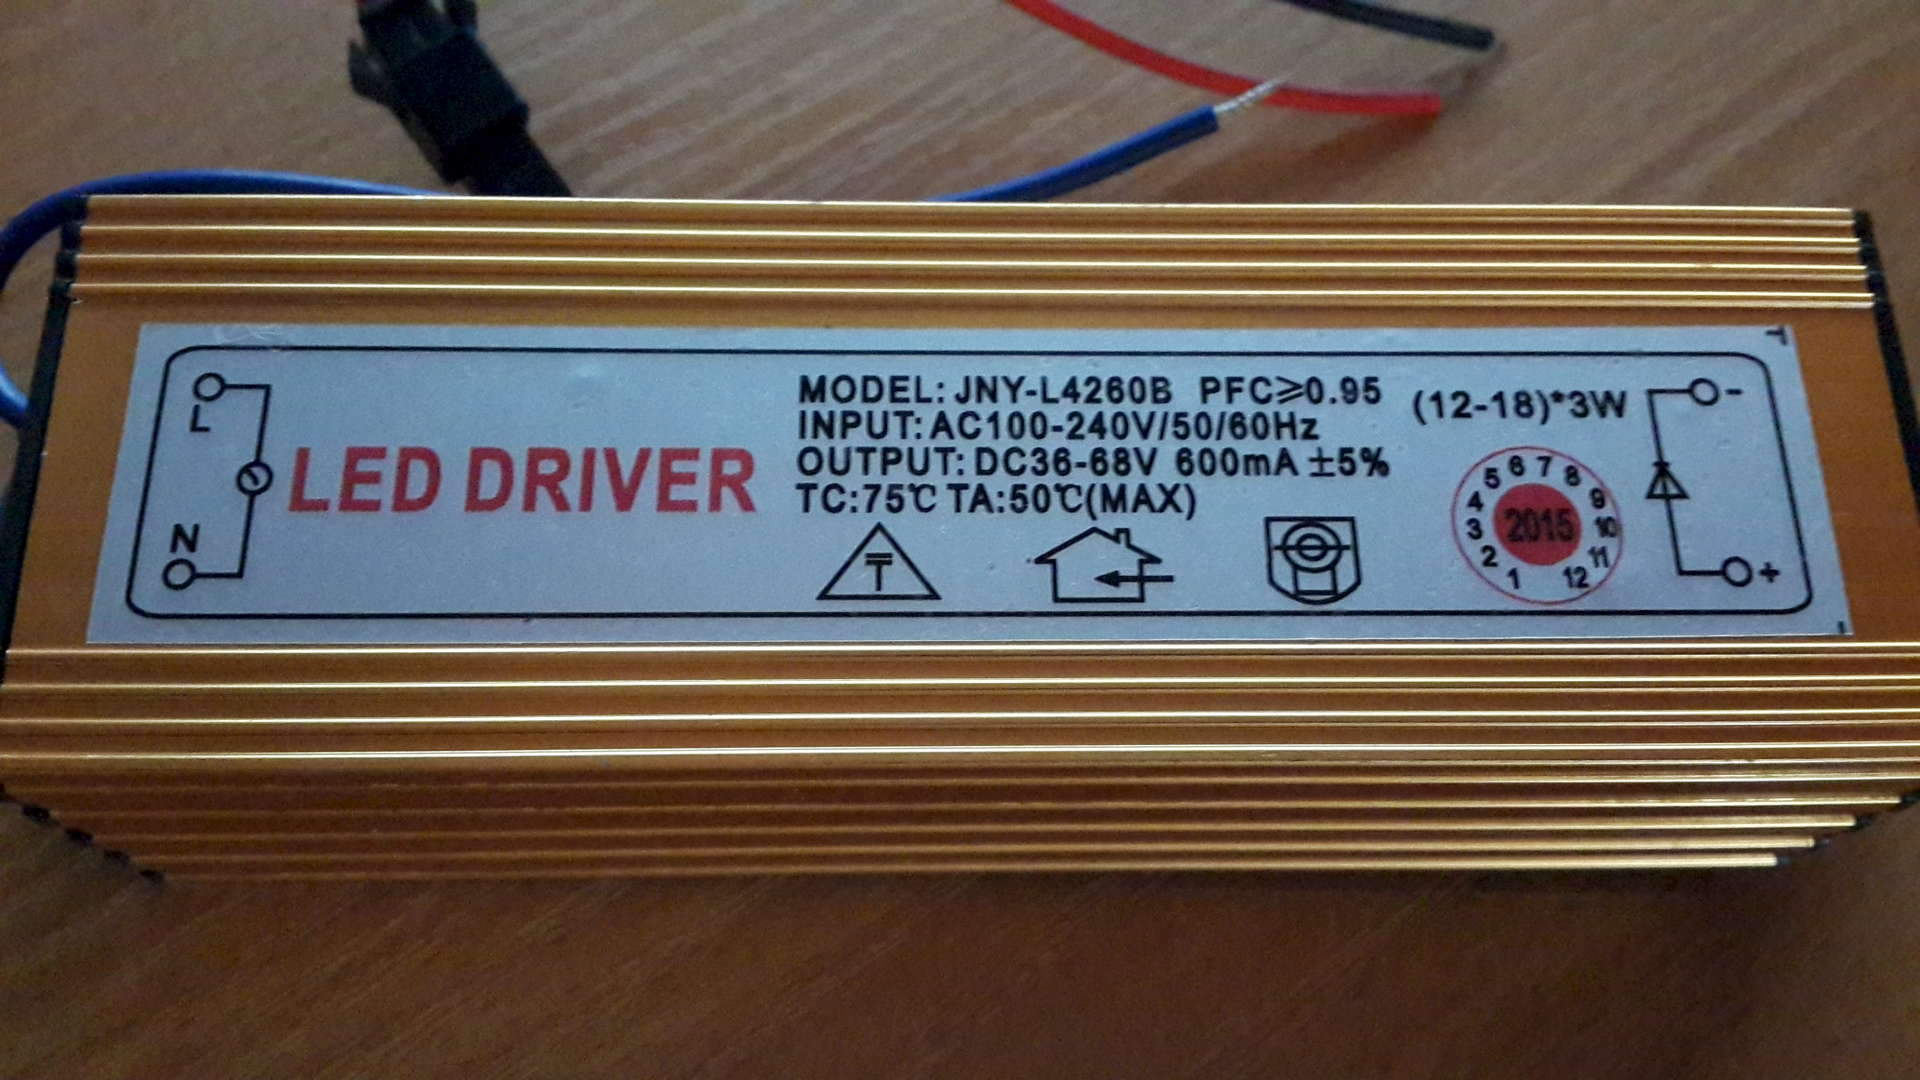 L
N
LED DRIVER
MODEL: JNY-L4260B PFC≥0.95
INPUT: AC100-240V/50/60Hz
OUTPUT: DC36-68V 600mA ±5%
TC:75℃ TA:50℃(MAX)
(12-18)*3W
1 2 3 4 5 6 7 8 9 10 11 12
2015
-
+